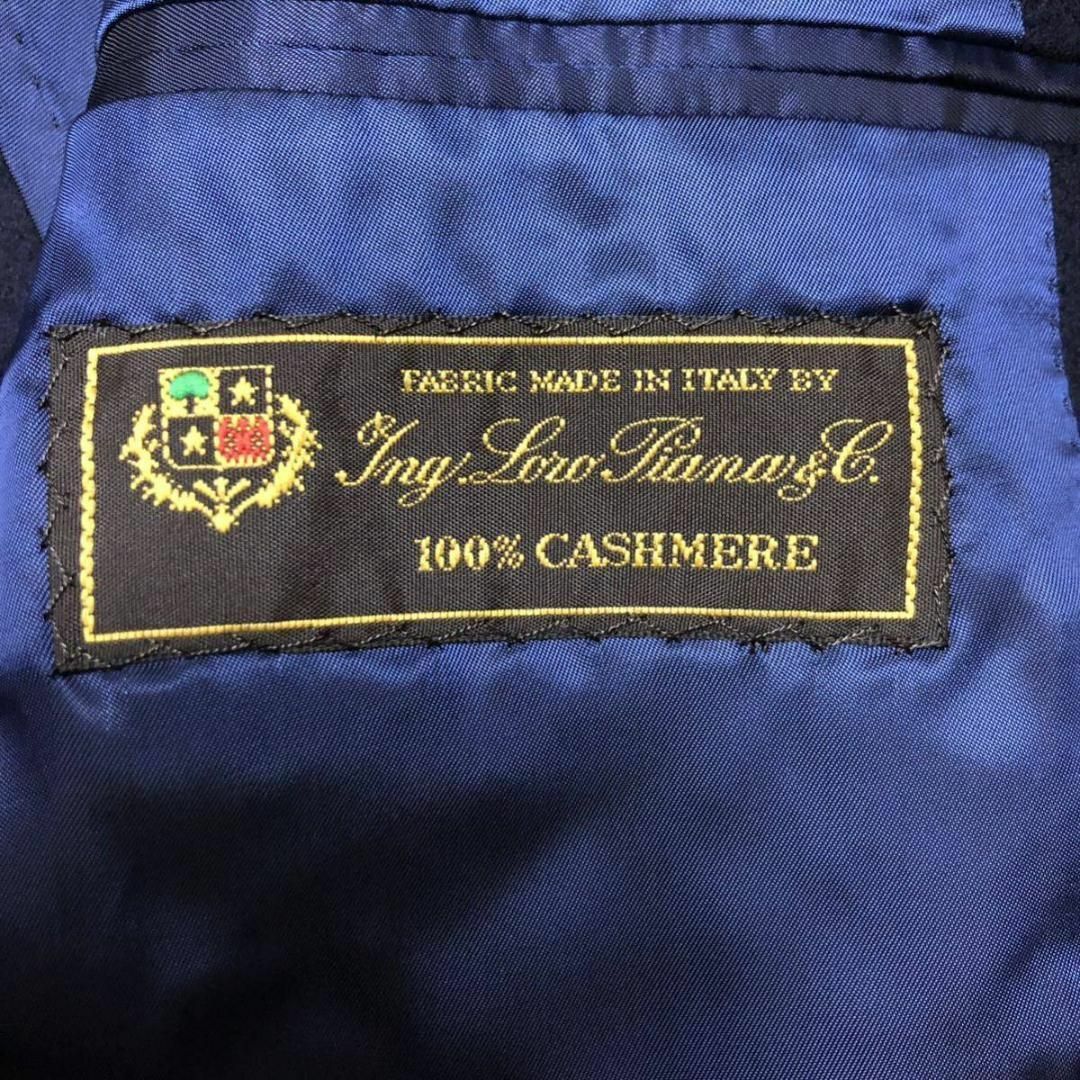 FABRIC MADE IN ITALY BY
Ing. Loro Piana & C.
100% CASHMERE